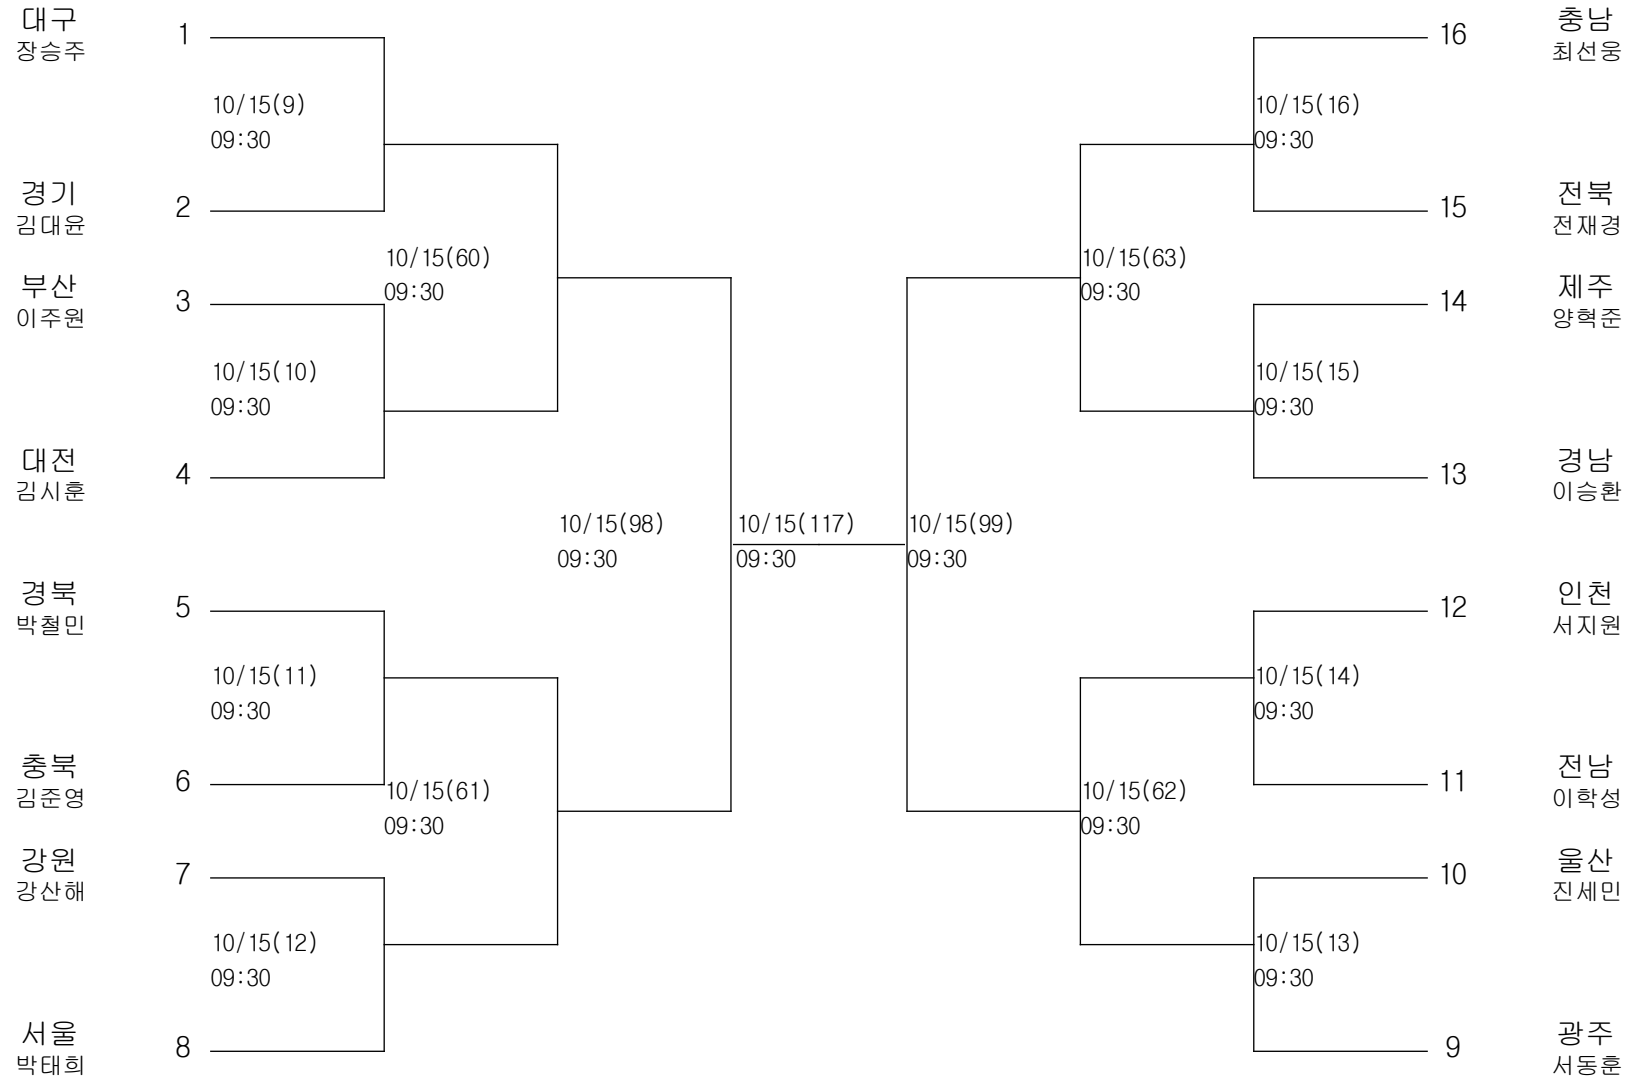 대구
장승주
1
10/15(9)
09:30
경기
김대윤
2
10/15(60)
09:30
부산
이주원
3
10/15(10)
09:30
대전
김시훈
4
10/15(98)
09:30
경북
박철민
5
10/15(11)
09:30
충북
김준영
6
10/15(61)
09:30
강원
강산해
7
10/15(12)
09:30
서울
박태희
8
10/15(117)
09:30
16
충남
최선웅
10/15(16)
09:30
15
전북
전재경
10/15(63)
09:30
14
제주
양혁준
10/15(15)
09:30
13
경남
이승환
10/15(99)
09:30
12
인천
서지원
10/15(14)
09:30
11
전남
이학성
10/15(62)
09:30
10
울산
진세민
10/15(13)
09:30
9
광주
서동훈